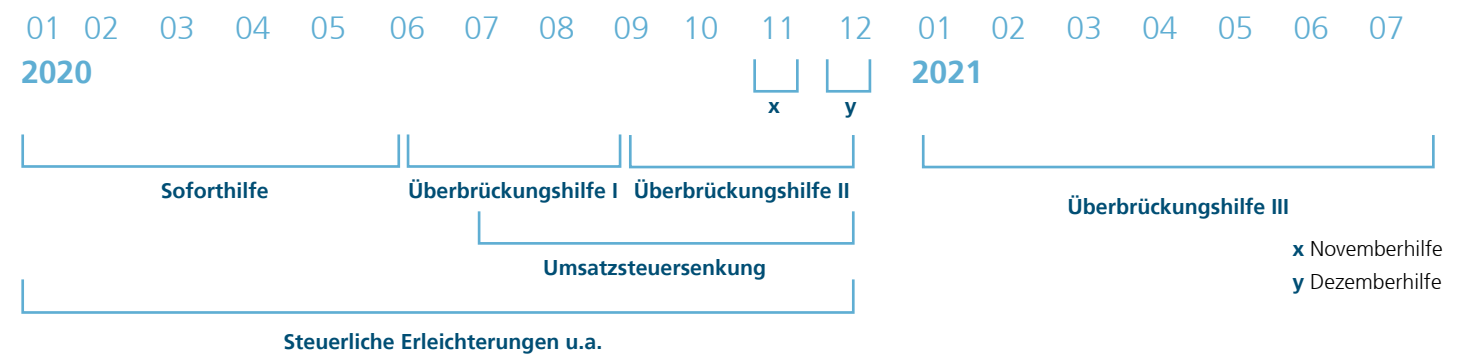 01 02 03 04 05 06 07 08 09 10 11 12 01 02 03 04 05 06 07
2020 2021
x y
Soforthilfe Überbrückungshilfe I Überbrückungshilfe II
Überbrückungshilfe III
x Novemberhilfe
Umsatzsteuersenkung
y Dezemberhilfe
Steuerliche Erleichterungen u.a.